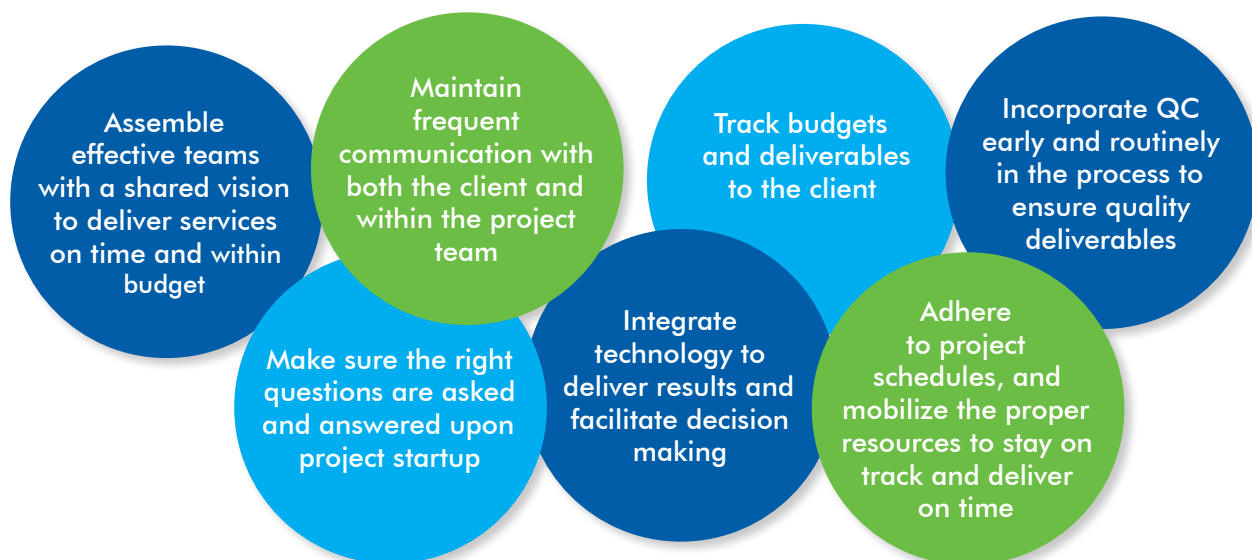 Assemble
effective teams
with a shared vision
to deliver services
on time and within
budget
Make sure the right
questions are asked
and answered upon
project startup
Maintain
frequent
communication with
both the client and
within the project
team
Integrate
technology to
deliver results and
facilitate decision
making
Track budgets
and deliverables
to the client
Adhere
to project
schedules, and
mobilize the proper
resources to stay on
track and deliver
on time
Incorporate QC
early and routinely
in the process to
ensure quality
deliverables